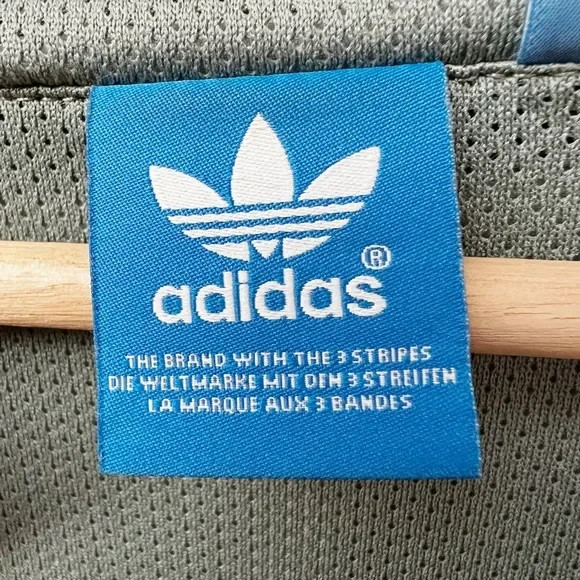 adidas®
THE BRAND WITH THE 3 STRIPES
DIE WELTMARKE MIT DEN 3 STREIFEN
LA MARQUE AUX 3 BANDES